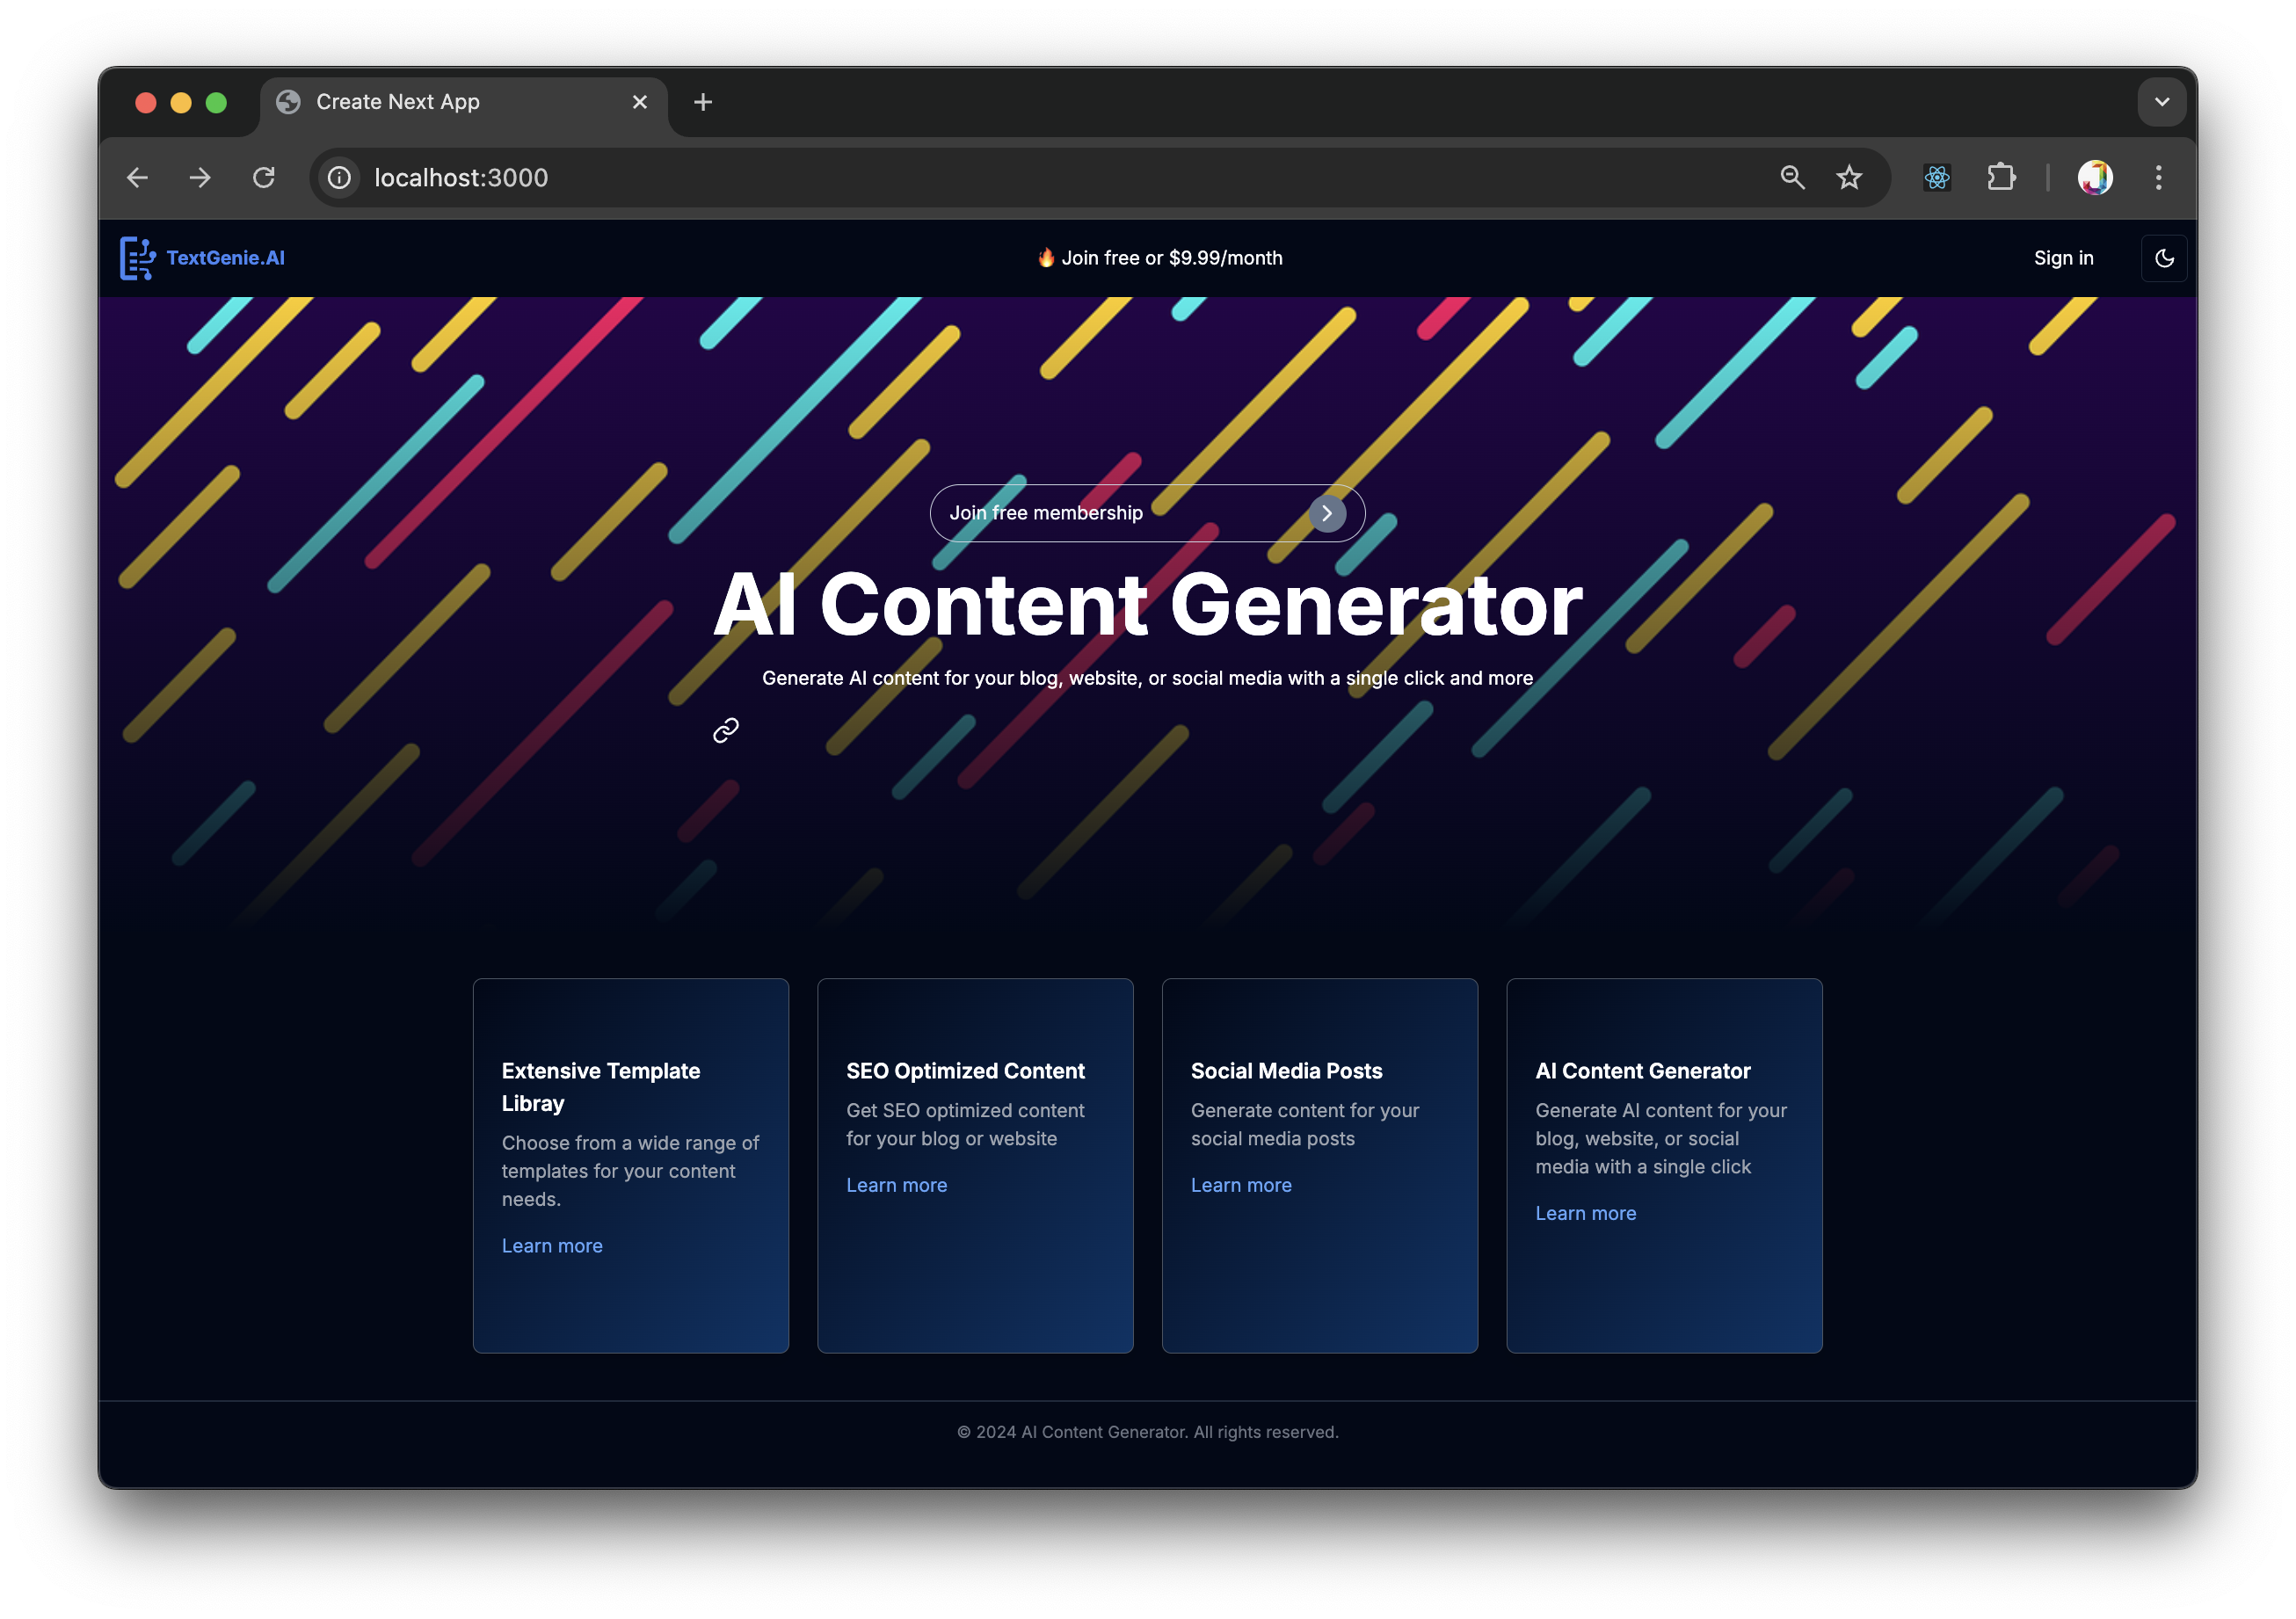 Create Next App
localhost:3000
TextGenie.AI
🔥 Join free or $9.99/month
Sign in
Join free membership
AI Content Generator
Generate AI content for your blog, website, or social media with a single click and more
Extensive Template
Libray
Choose from a wide range of
templates for your content
needs.
Learn more
SEO Optimized Content
Get SEO optimized content
for your blog or website
Learn more
Social Media Posts
Generate content for your
social media posts
Learn more
AI Content Generator
Generate AI content for your
blog, website, or social
media with a single click
Learn more
© 2024 AI Content Generator. All rights reserved.